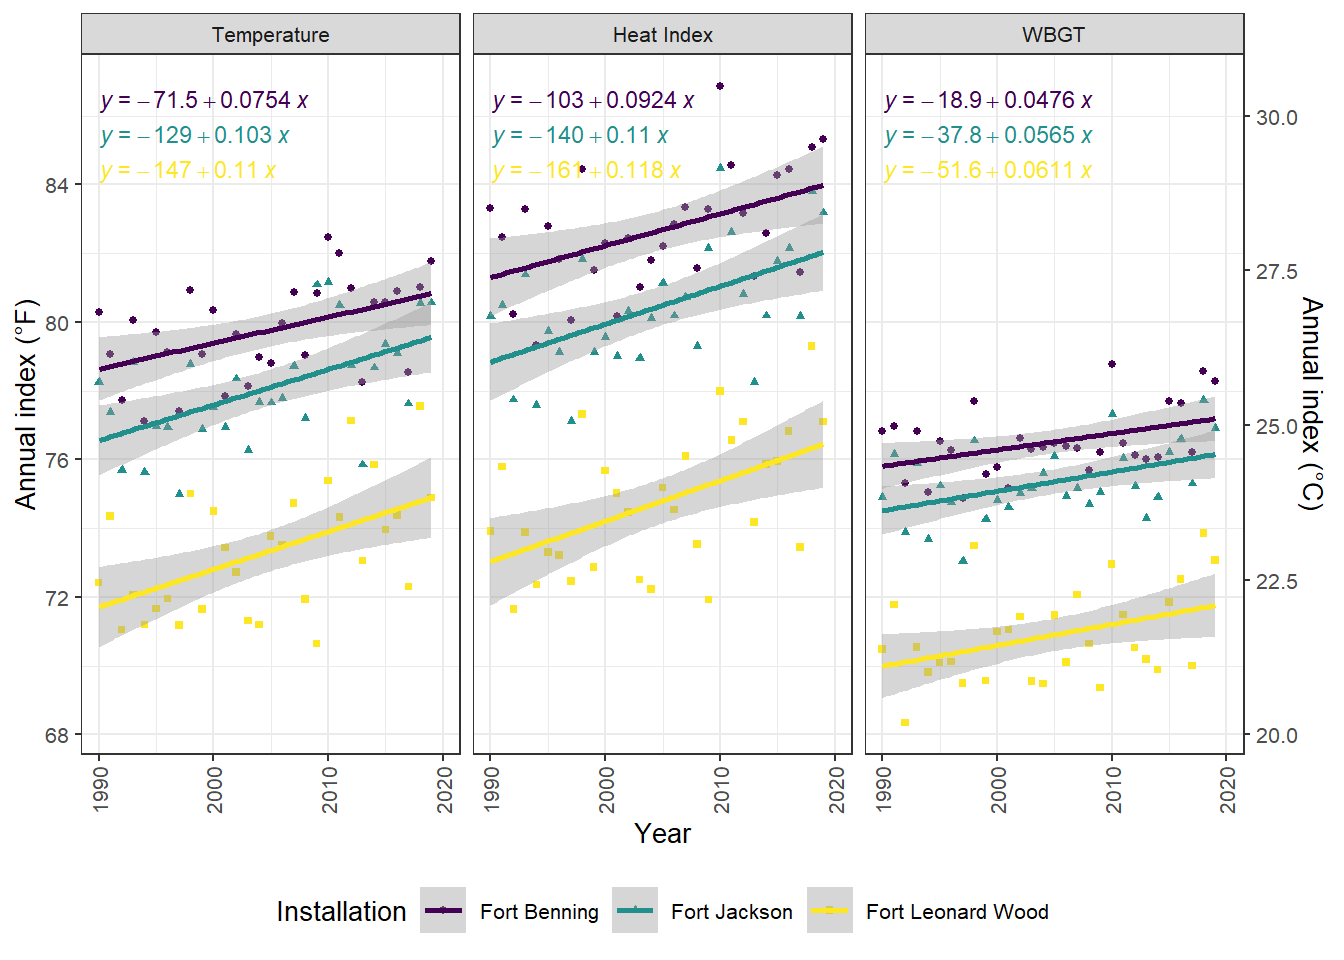 Temperature
Heat Index
WBGT
y = −71.5 + 0.0754 x
y = −129 + 0.103 x
y = −147 + 0.11 x
y = −103 + 0.0924 x
y = −140 + 0.11 x
y = −161 + 0.118 x
y = −18.9 + 0.0476 x
y = −37.8 + 0.0565 x
y = −51.6 + 0.0611 x
Annual index (°F)
84
80
76
72
68
30.0
27.5
25.0
22.5
20.0
Annual index (°C)
1990 2000 2010 2020
1990 2000 2010 2020
1990 2000 2010 2020
Year
Installation Fort Benning Fort Jackson Fort Leonard Wood